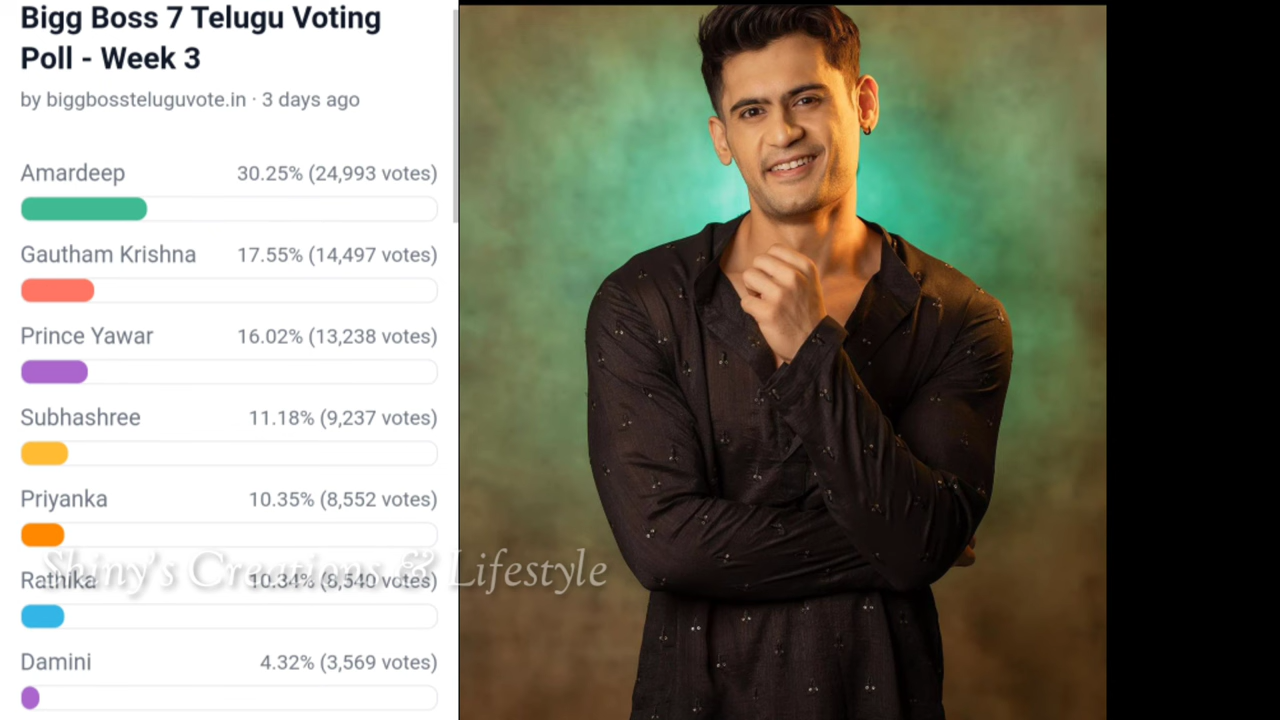 Bigg Boss 7 Telugu Voting
Poll - Week 3
by biggbossteluguvote.in · 3 days ago
Amardeep 30.25% (24,993 votes)
Gautham Krishna 17.55% (14,497 votes)
Prince Yawar 16.02% (13,238 votes)
Subhashree 11.18% (9,237 votes)
Priyanka 10.35% (8,552 votes)
Shiny's Creations & Lifestyle
Rathika 10.34% (8,540 votes)
Damini 4.32% (3,569 votes)